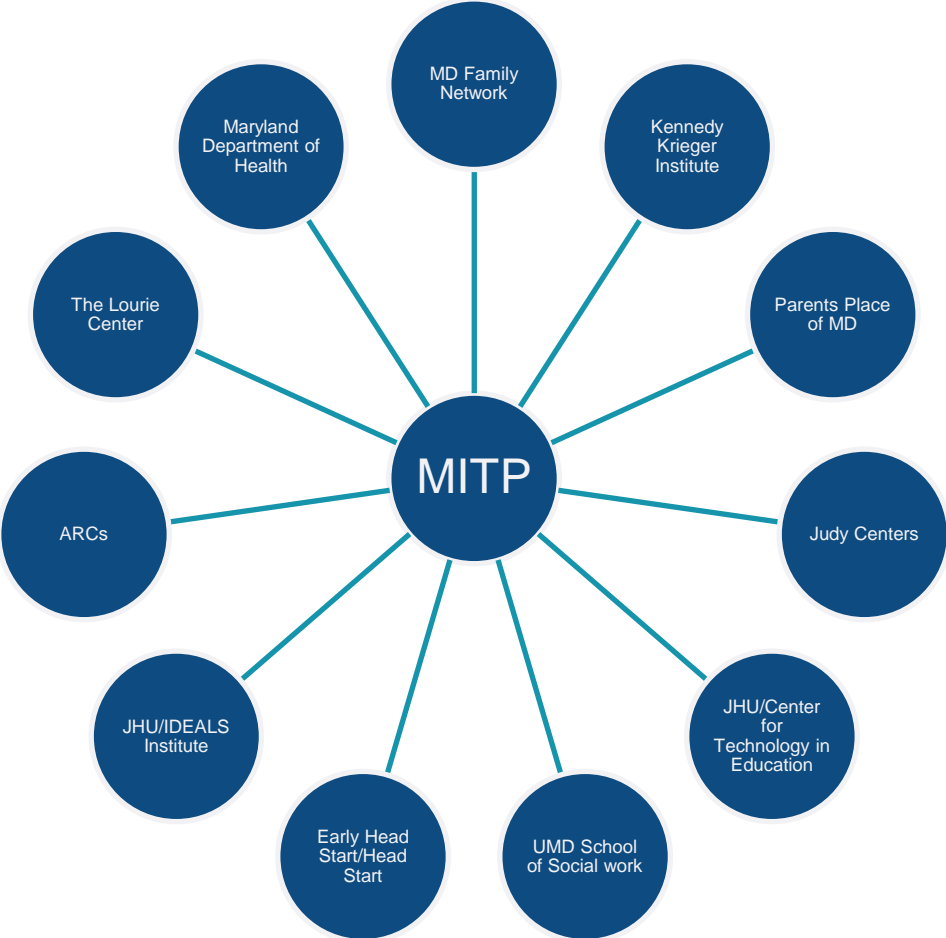 MD Family
Network
Kennedy
Krieger
Institute
Parents Place
of MD
Judy Centers
JHU/Center
for
Technology in
Education
UMD School
of Social work
Early Head
Start/Head
Start
JHU/IDEALS
Institute
ARCs
The Lourie
Center
Maryland
Department of
Health
MITP